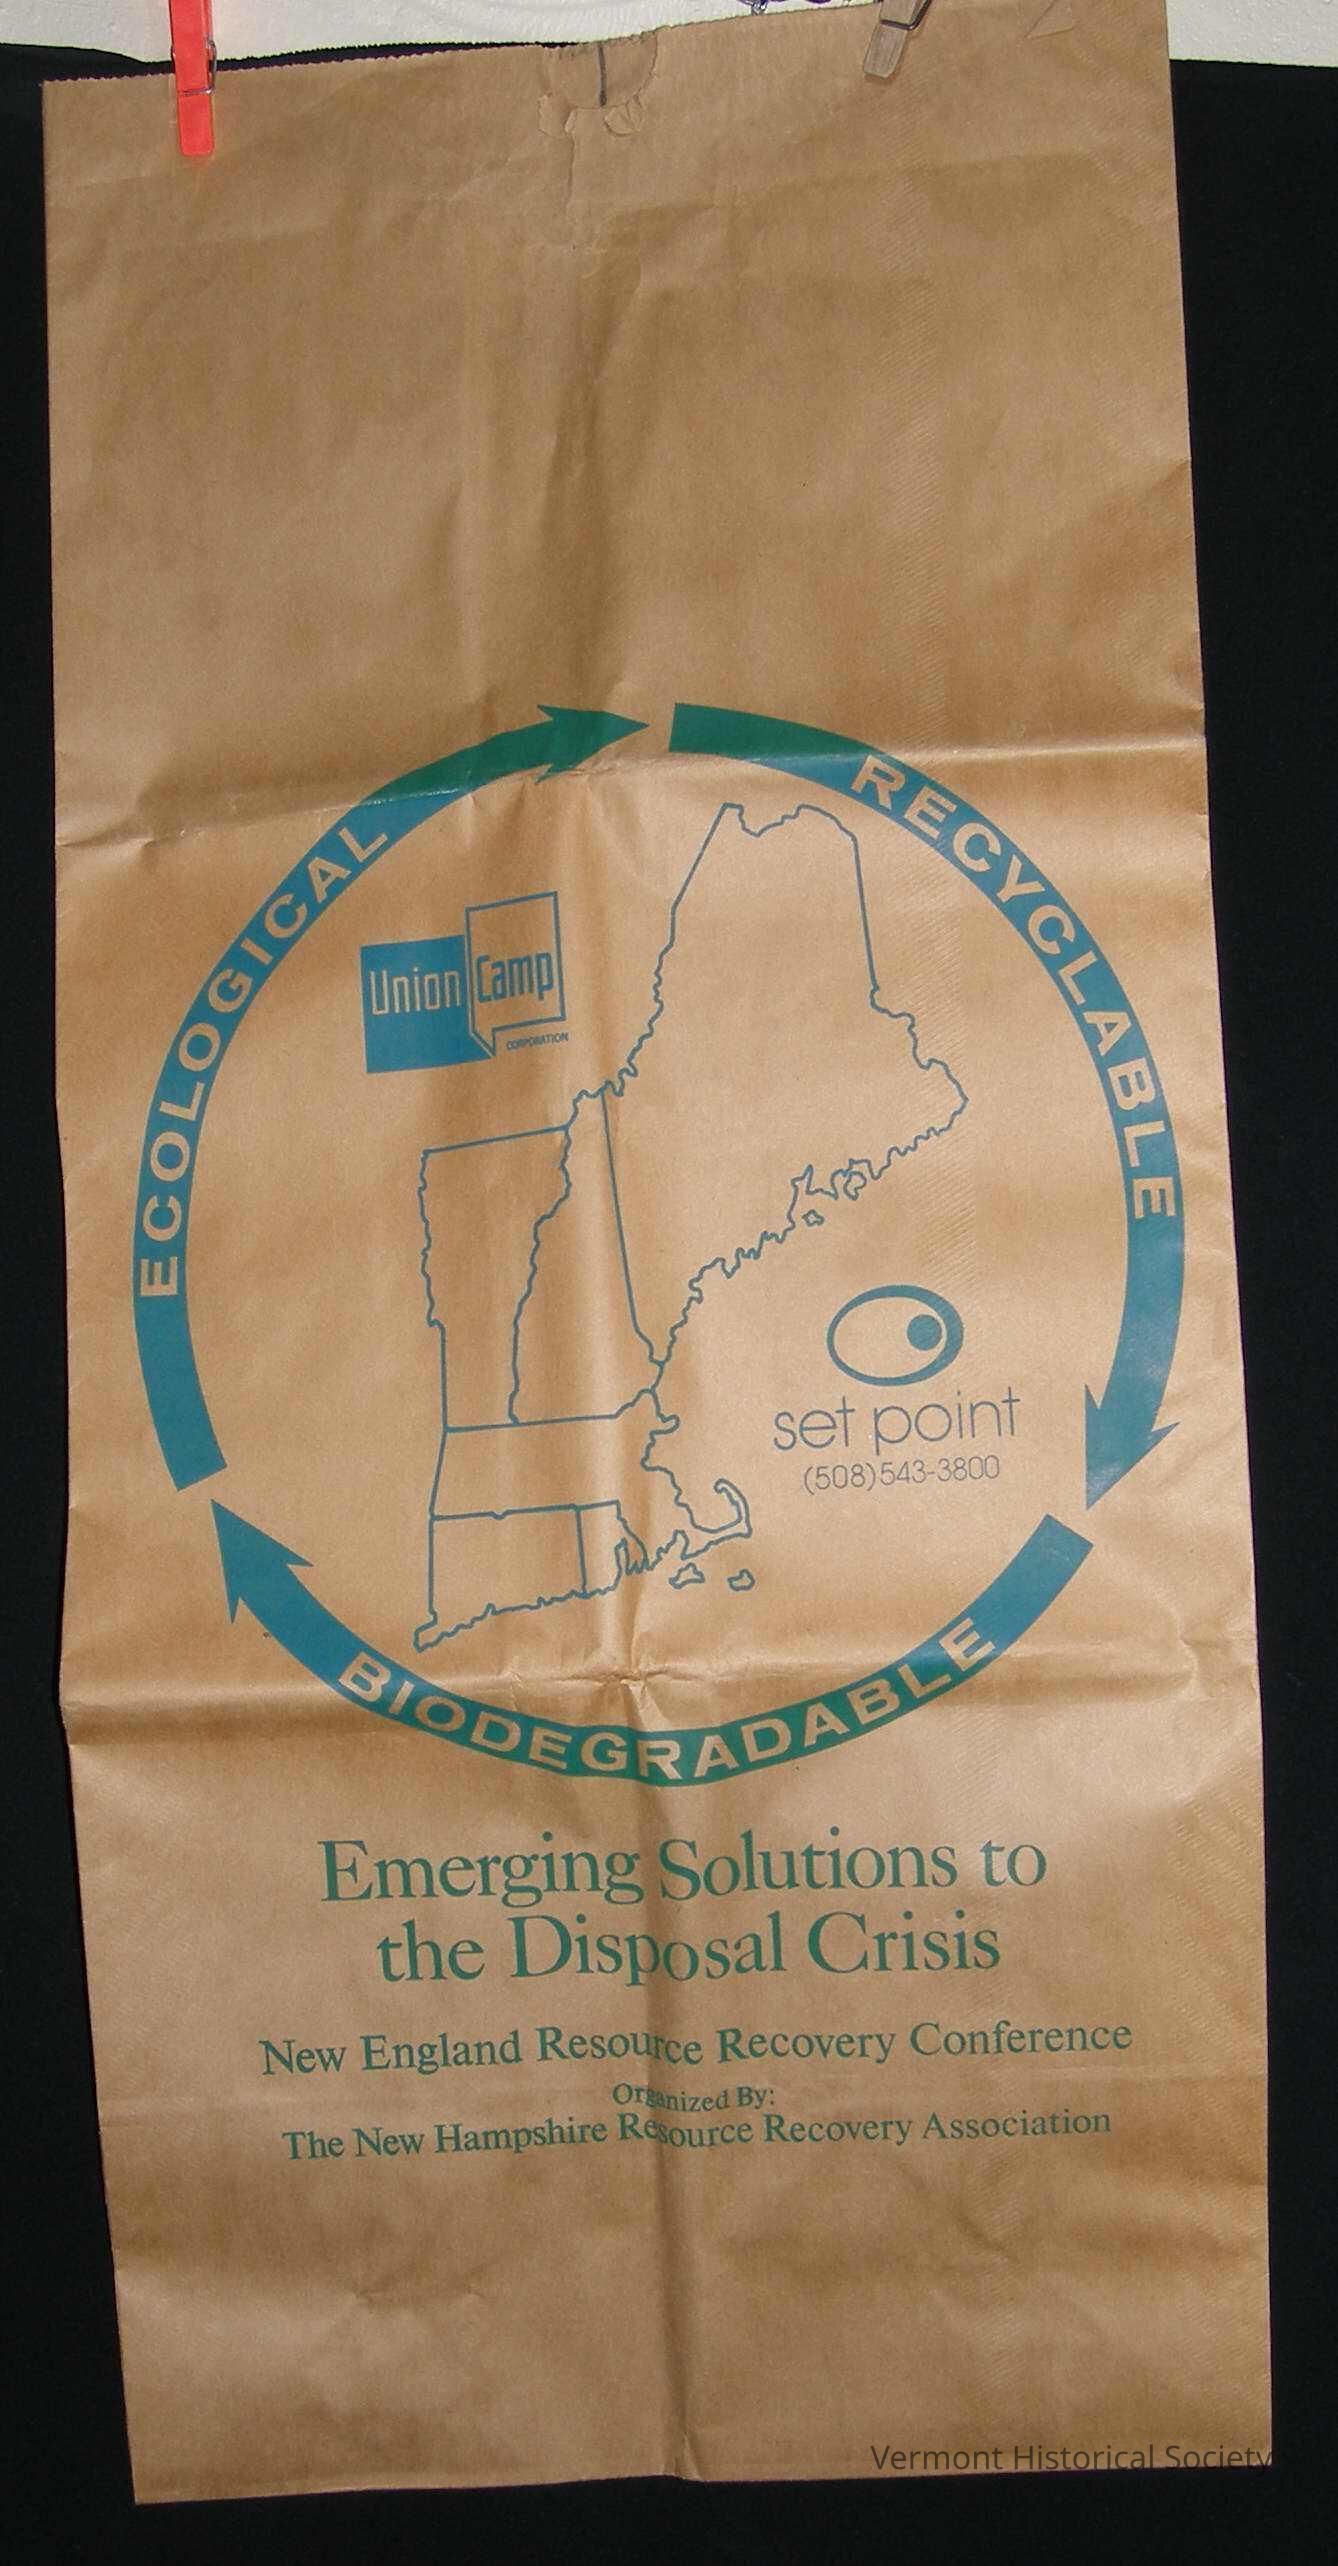 ECOLOGICAL
RECYCLABLE
Union Camp
CORPORATION
set point
(508)543-3800
BIODEGRADABLE
Emerging Solutions to
the Disposal Crisis
New England Resource Recovery Conference
Organized By:
The New Hampshire Resource Recovery Association
Vermont Historical Society